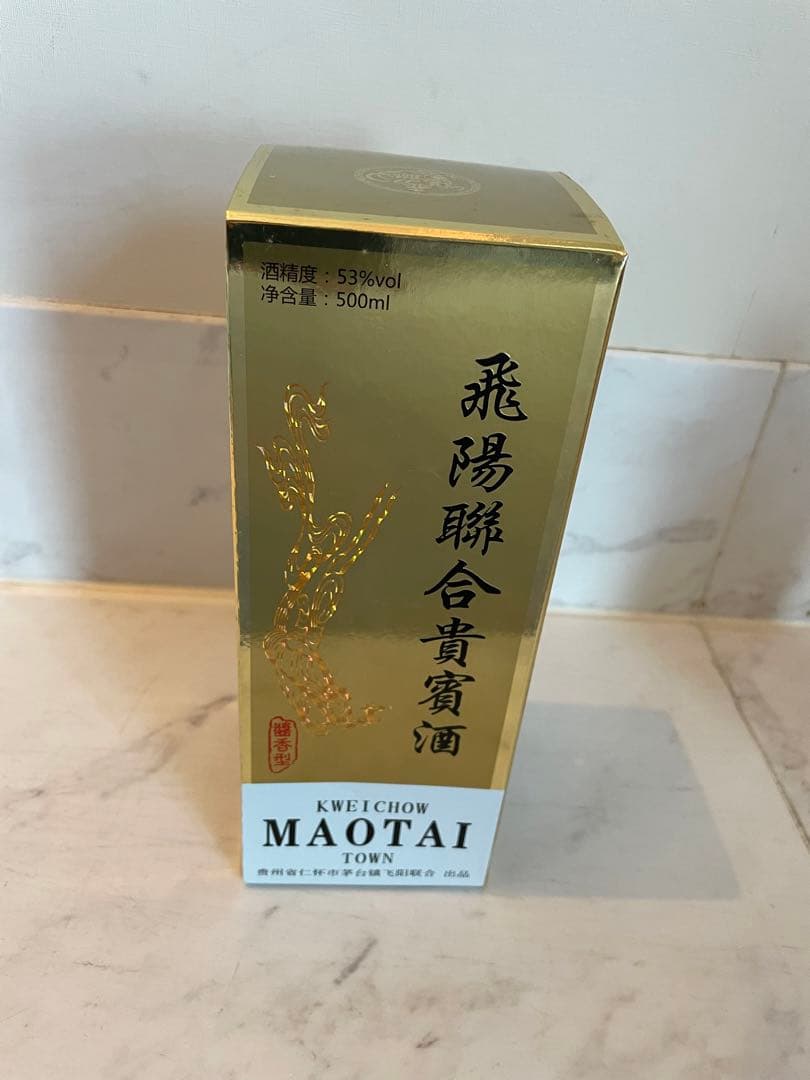 酒精度：53%vol
净含量：500ml
飛陽聯合貴賓酒
醬香型
KWEICHOW
MAOTAI
TOWN
贵州省仁怀市茅台镇飞阳联合 出品